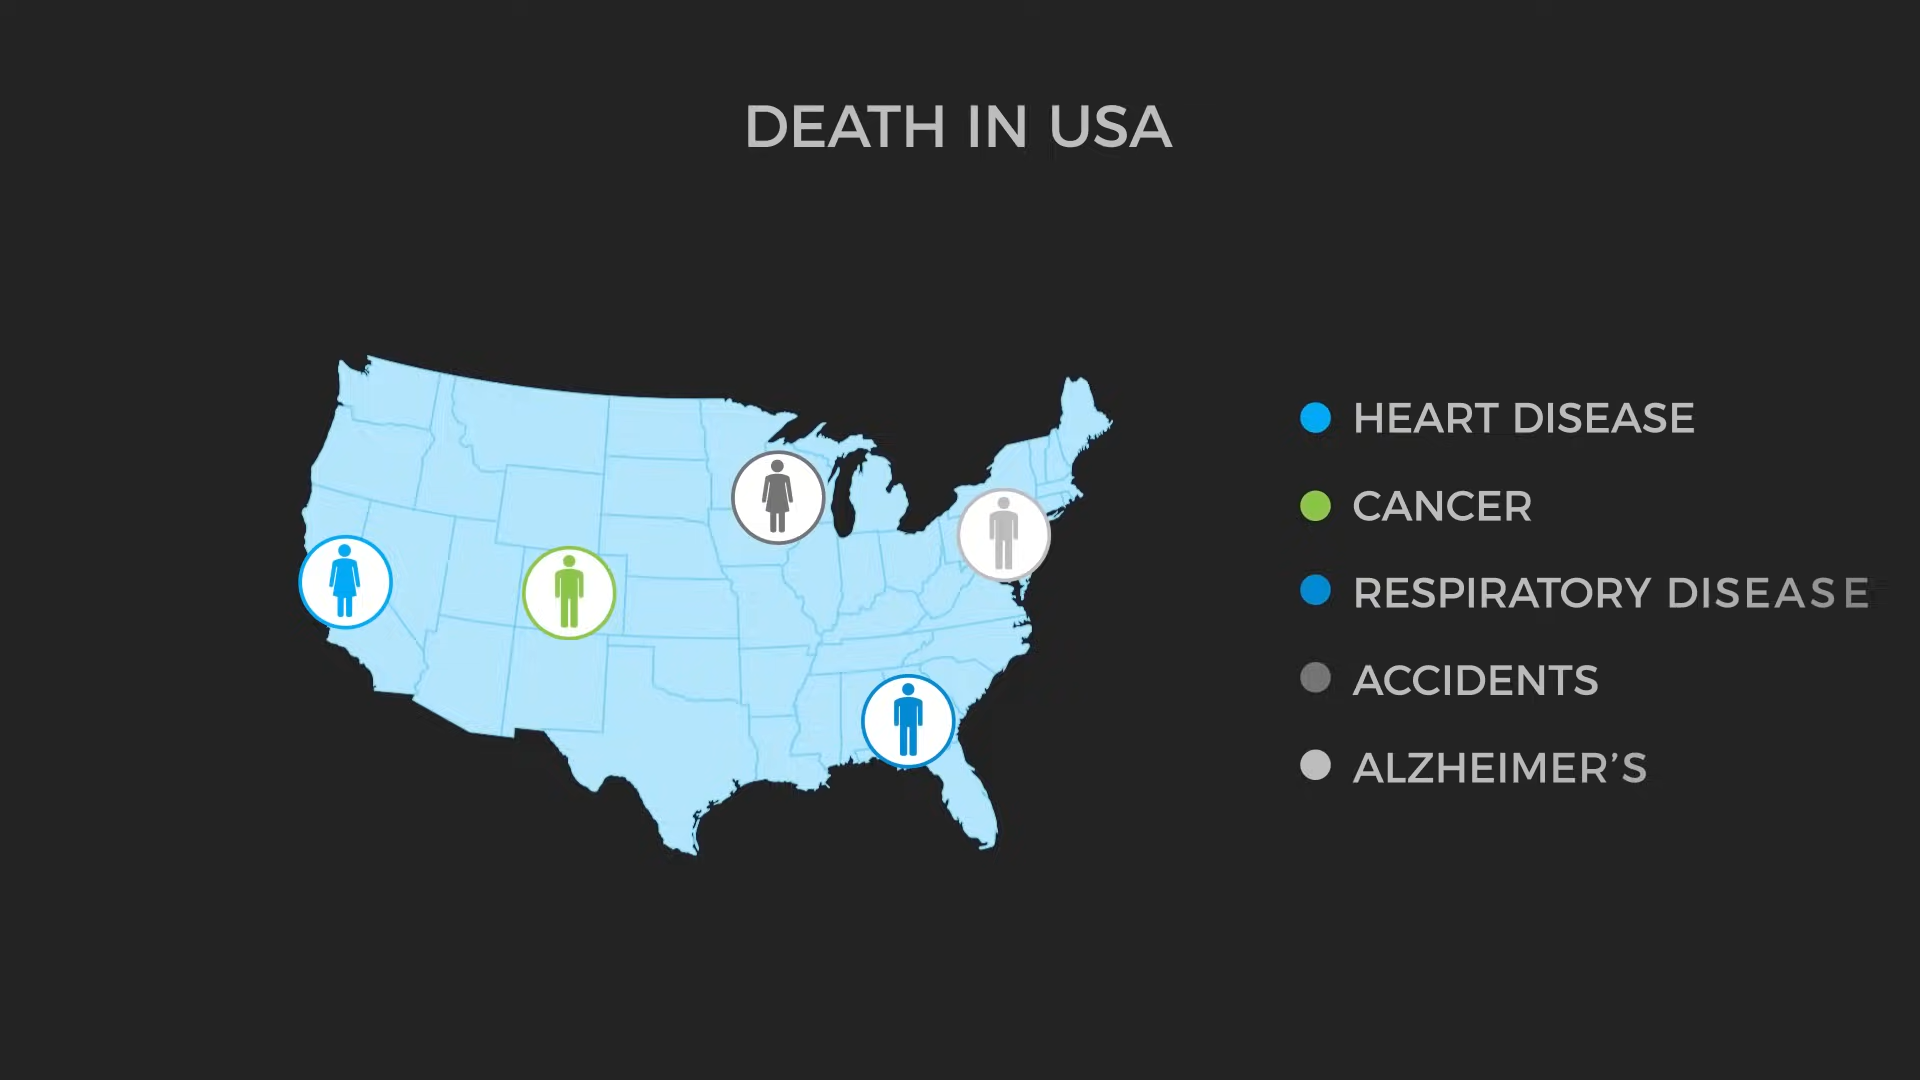 DEATH IN USA
HEART DISEASE
CANCER
RESPIRATORY DISEASE
ACCIDENTS
ALZHEIMER’S